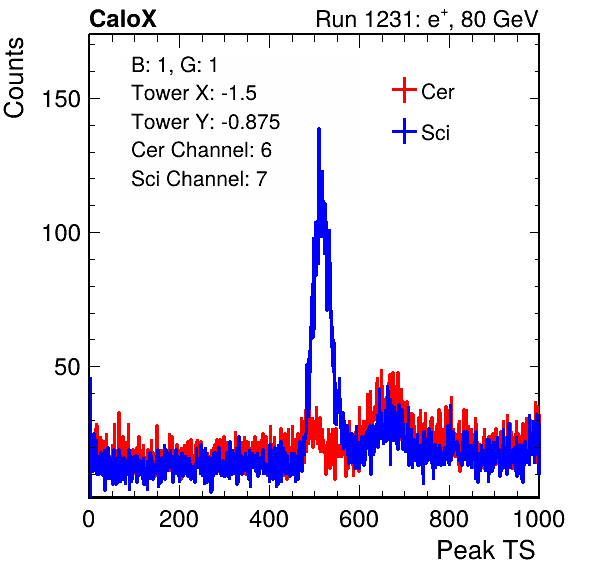 CaloX Run 1231: e⁺, 80 GeV
Counts
B: 1, G: 1
Tower X: -1.5
Tower Y: -0.875
Cer Channel: 6
Sci Channel: 7
Cer
Sci
150
100
50
0 200 400 600 800 1000
Peak TS